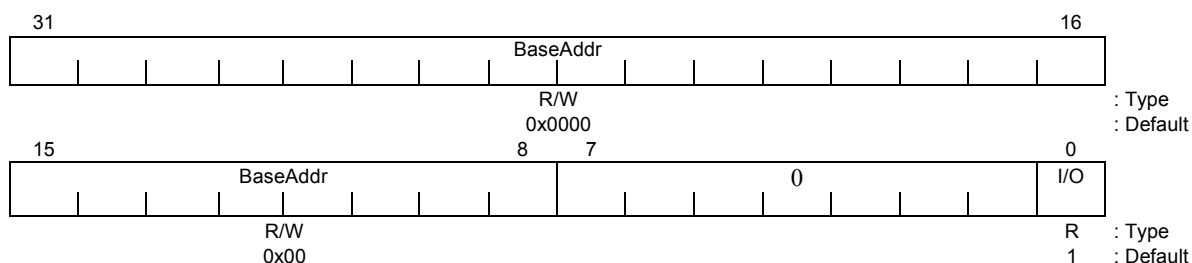 31 16
BaseAddr
R/W : Type
0x0000 : Default
15 8 7 0
BaseAddr 0 I/O
R/W R : Type
0x00 1 : Default